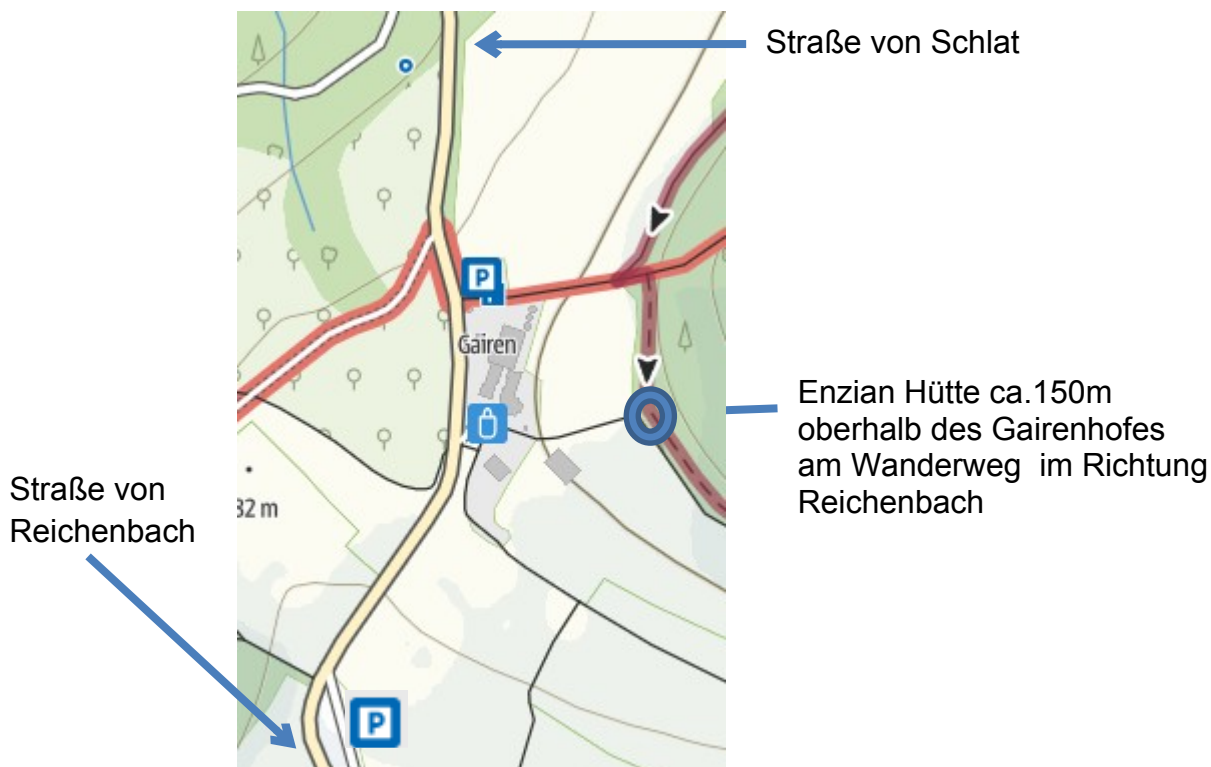 Straße von Schlat
P
Gairen
Enzian Hütte ca.150m
oberhalb des Gairenhofes
am Wanderweg  im Richtung
Reichenbach
Straße von
Reichenbach
32 m
P